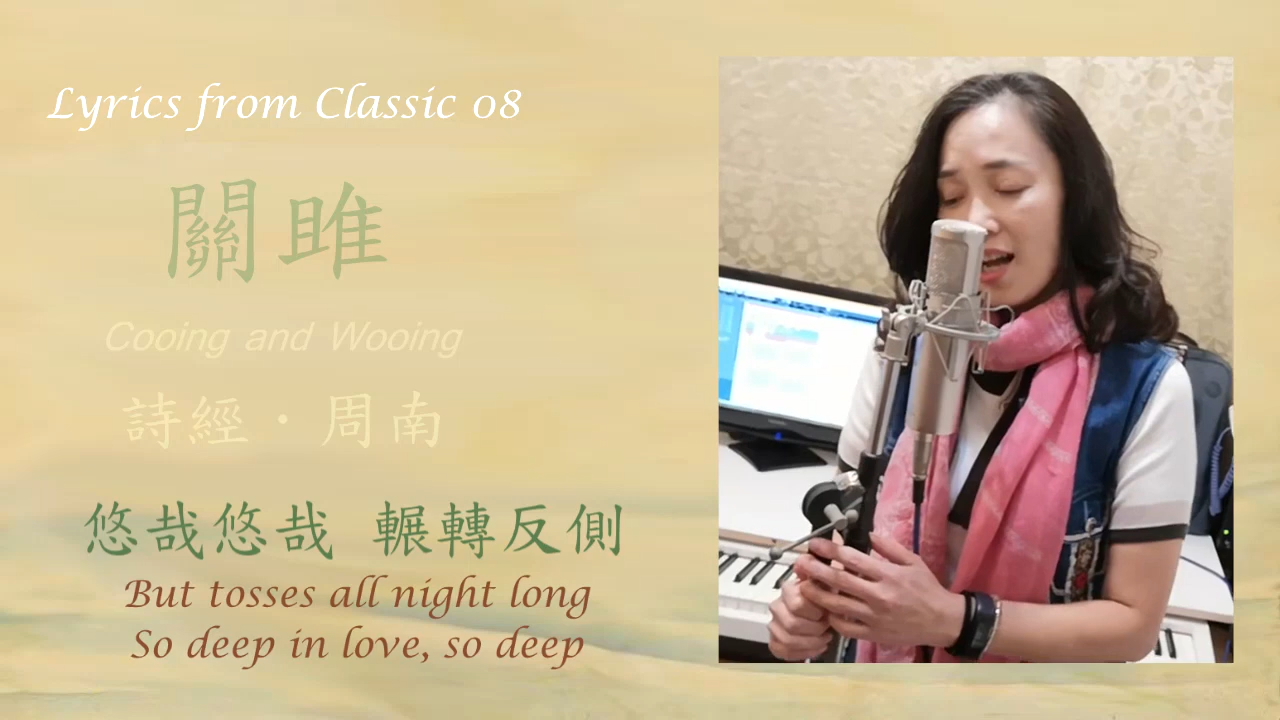 Lyrics from Classic 08
關雎
Cooing and Wooing
詩經·周南
悠哉悠哉 輾轉反側
But tosses all night long
So deep in love, so deep